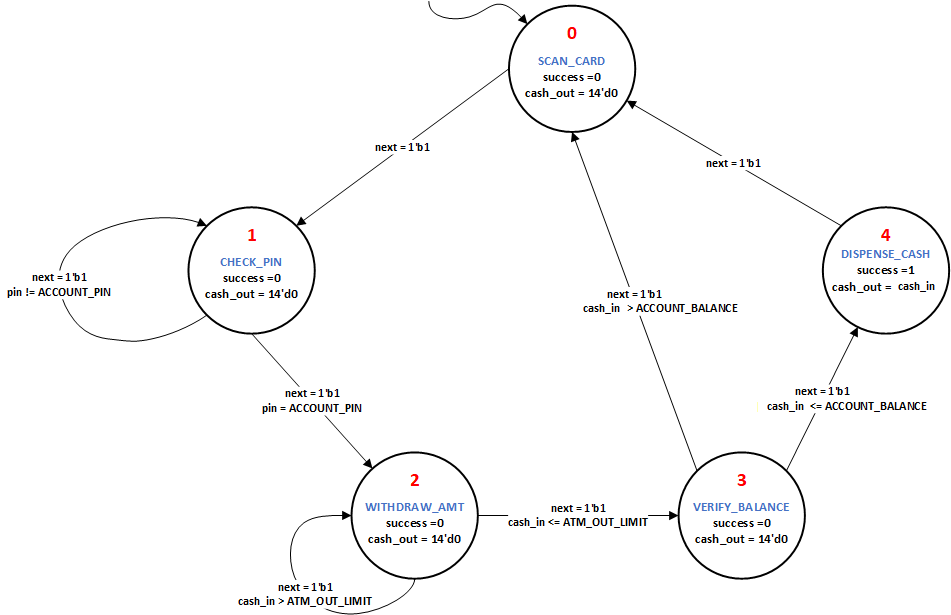 0
SCAN_CARD
success =0
cash_out = 14'd0
next = 1'b1
next = 1'b1
1
CHECK_PIN
success =0
cash_out = 14'd0
4
DISPENSE_CASH
success =1
cash_out = cash_in
next = 1'b1
pin != ACCOUNT_PIN
next = 1'b1
cash_in > ACCOUNT_BALANCE
next = 1'b1
pin = ACCOUNT_PIN
next = 1'b1
cash_in <= ACCOUNT_BALANCE
2
WITHDRAW_AMT
success =0
cash_out = 14'd0
next = 1'b1
cash_in <= ATM_OUT_LIMIT
3
VERIFY_BALANCE
success =0
cash_out = 14'd0
next = 1'b1
cash_in > ATM_OUT_LIMIT